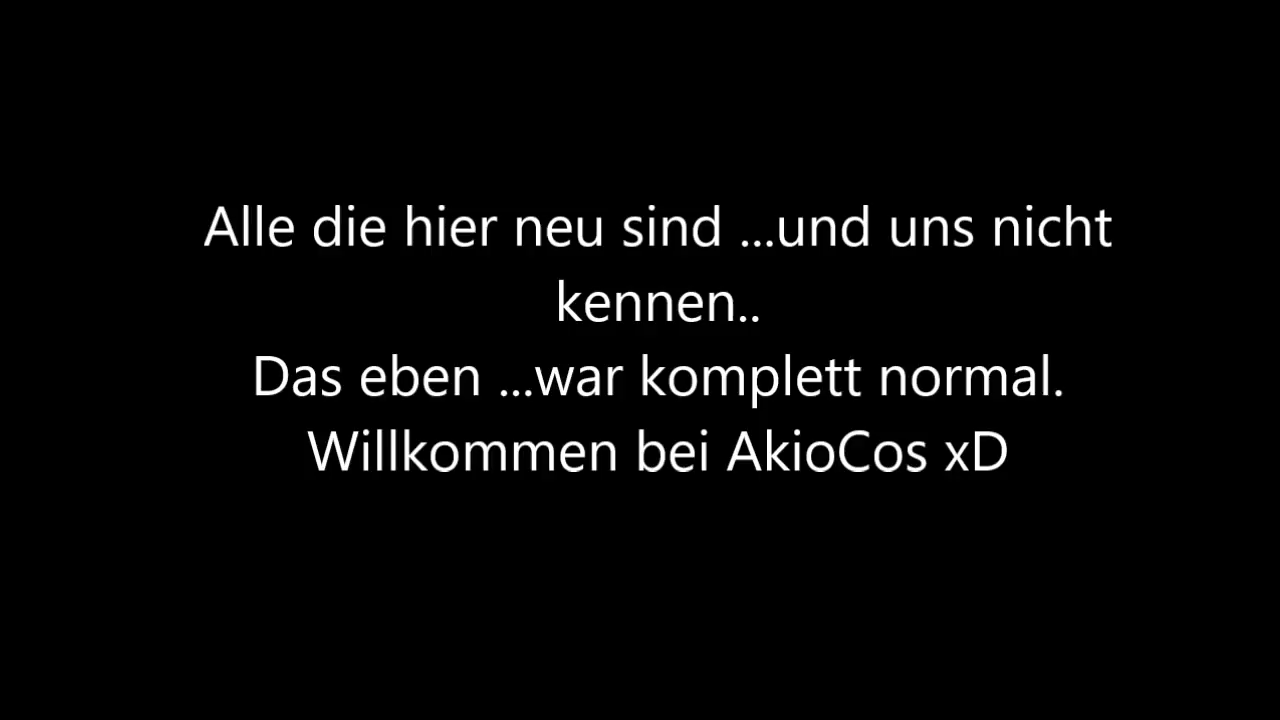 Alle die hier neu sind ...und uns nicht
kennen..
Das eben ...war komplett normal.
Willkommen bei AkioCos xD